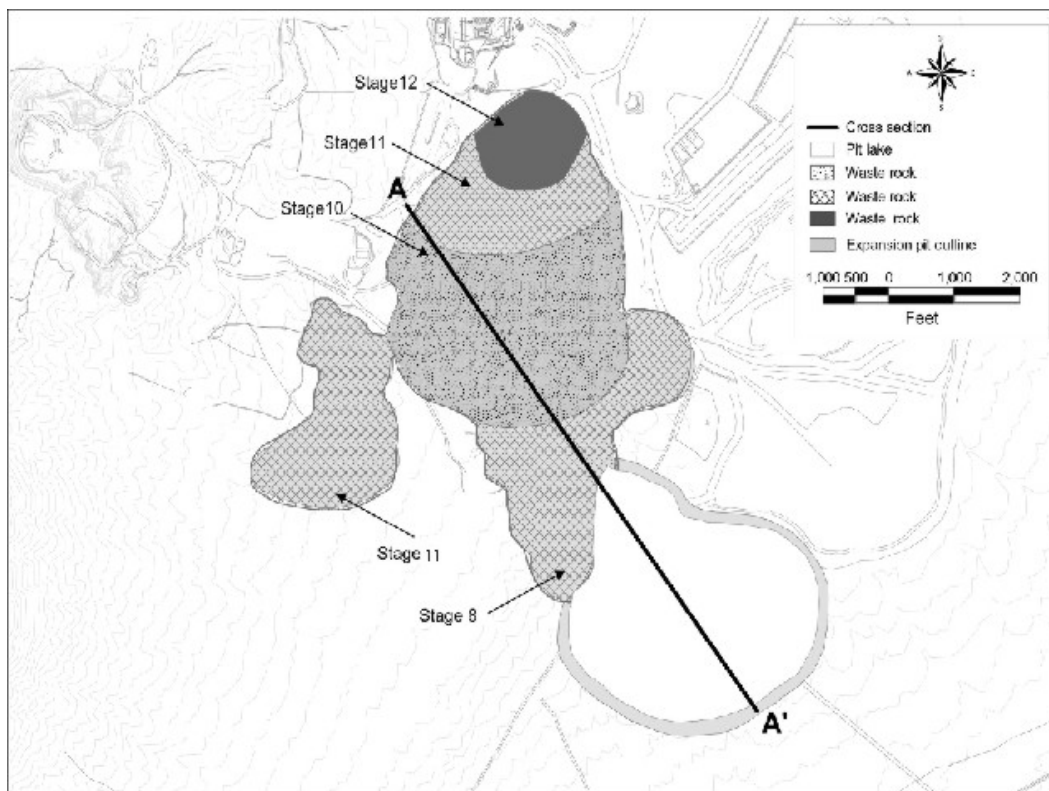 Stage12
Stage11
A
Stage10
Stage 11
Stage 8
A'
Cross section
Pit lake
Waste rock
Waste rock
Waste rock
Expansion pit outline
1,000 500 0 1,000 2,000
Feet